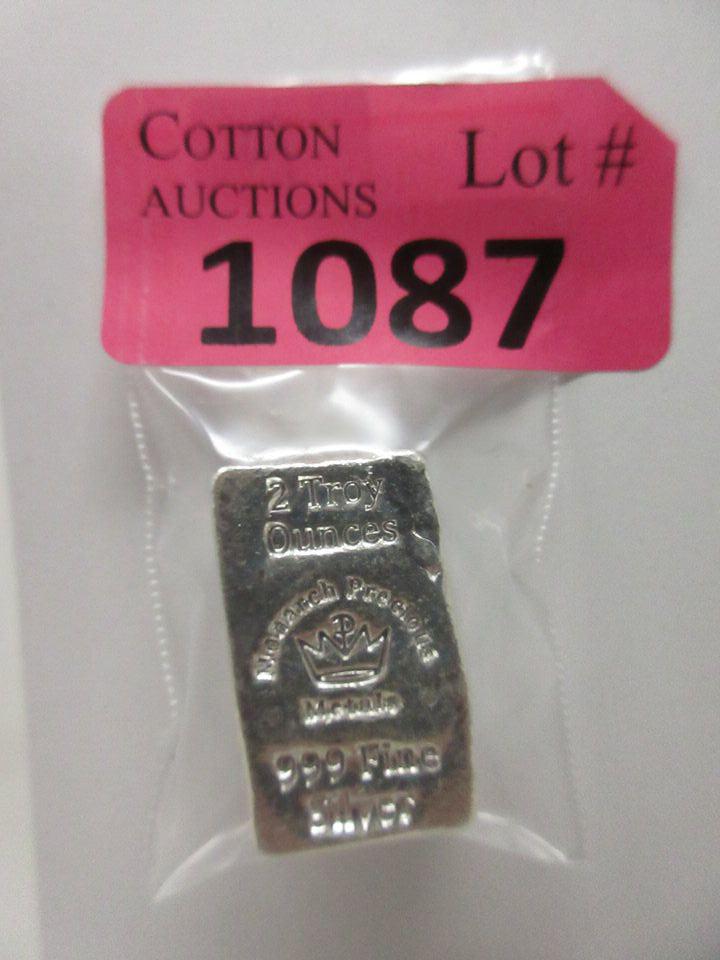 COTTON
AUCTIONS
Lot #
1087
2 Troy
Ounces
Monarch Precious
Metals
999 Fine
Silver